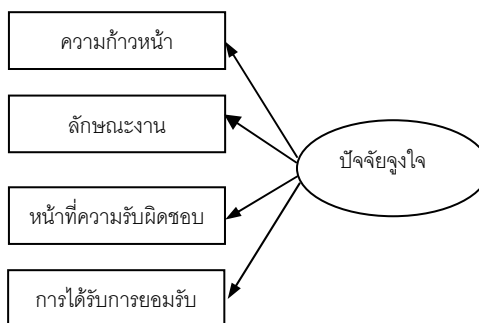 ความก้าวหน้า
ลักษณะงาน
ปัจจัยจูงใจ
หน้าที่ความรับผิดชอบ
การได้รับการยอมรับ